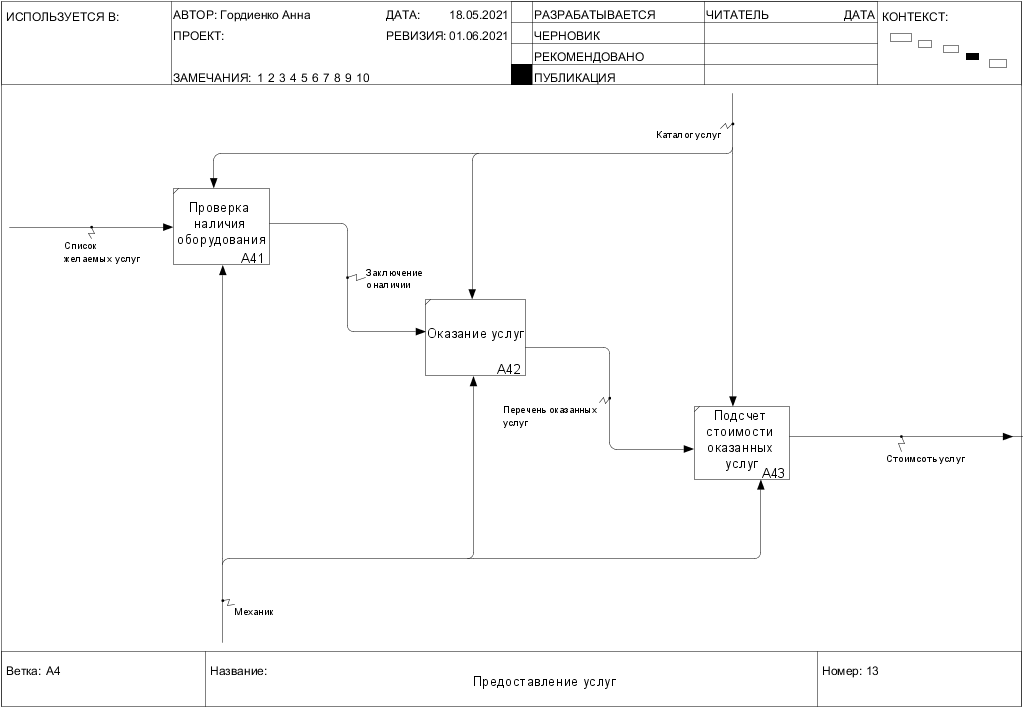 ИСПОЛЬЗУЕТСЯ В:
АВТОР: Гордиенко Анна
ДАТА: 18.05.2021
РАЗРАБАТЫВАЕТСЯ
ЧИТАТЕЛЬ
ДАТА
КОНТЕКСТ:
ПРОЕКТ:
РЕВИЗИЯ: 01.06.2021
ЧЕРНОВИК
РЕКОМЕНДОВАНО
ЗАМЕЧАНИЯ: 1 2 3 4 5 6 7 8 9 10
ПУБЛИКАЦИЯ
Каталог услуг
Проверка
наличия
оборудования
A41
Список
желаемых услуг
Заключение
о наличии
Оказание услуг
A42
Перечень оказанных
услуг
Подсчет
стоимости
оказанных
услуг
A43
Стоимсоть услуг
Механик
Ветка: A4
Название:
Предоставление услуг
Номер: 13